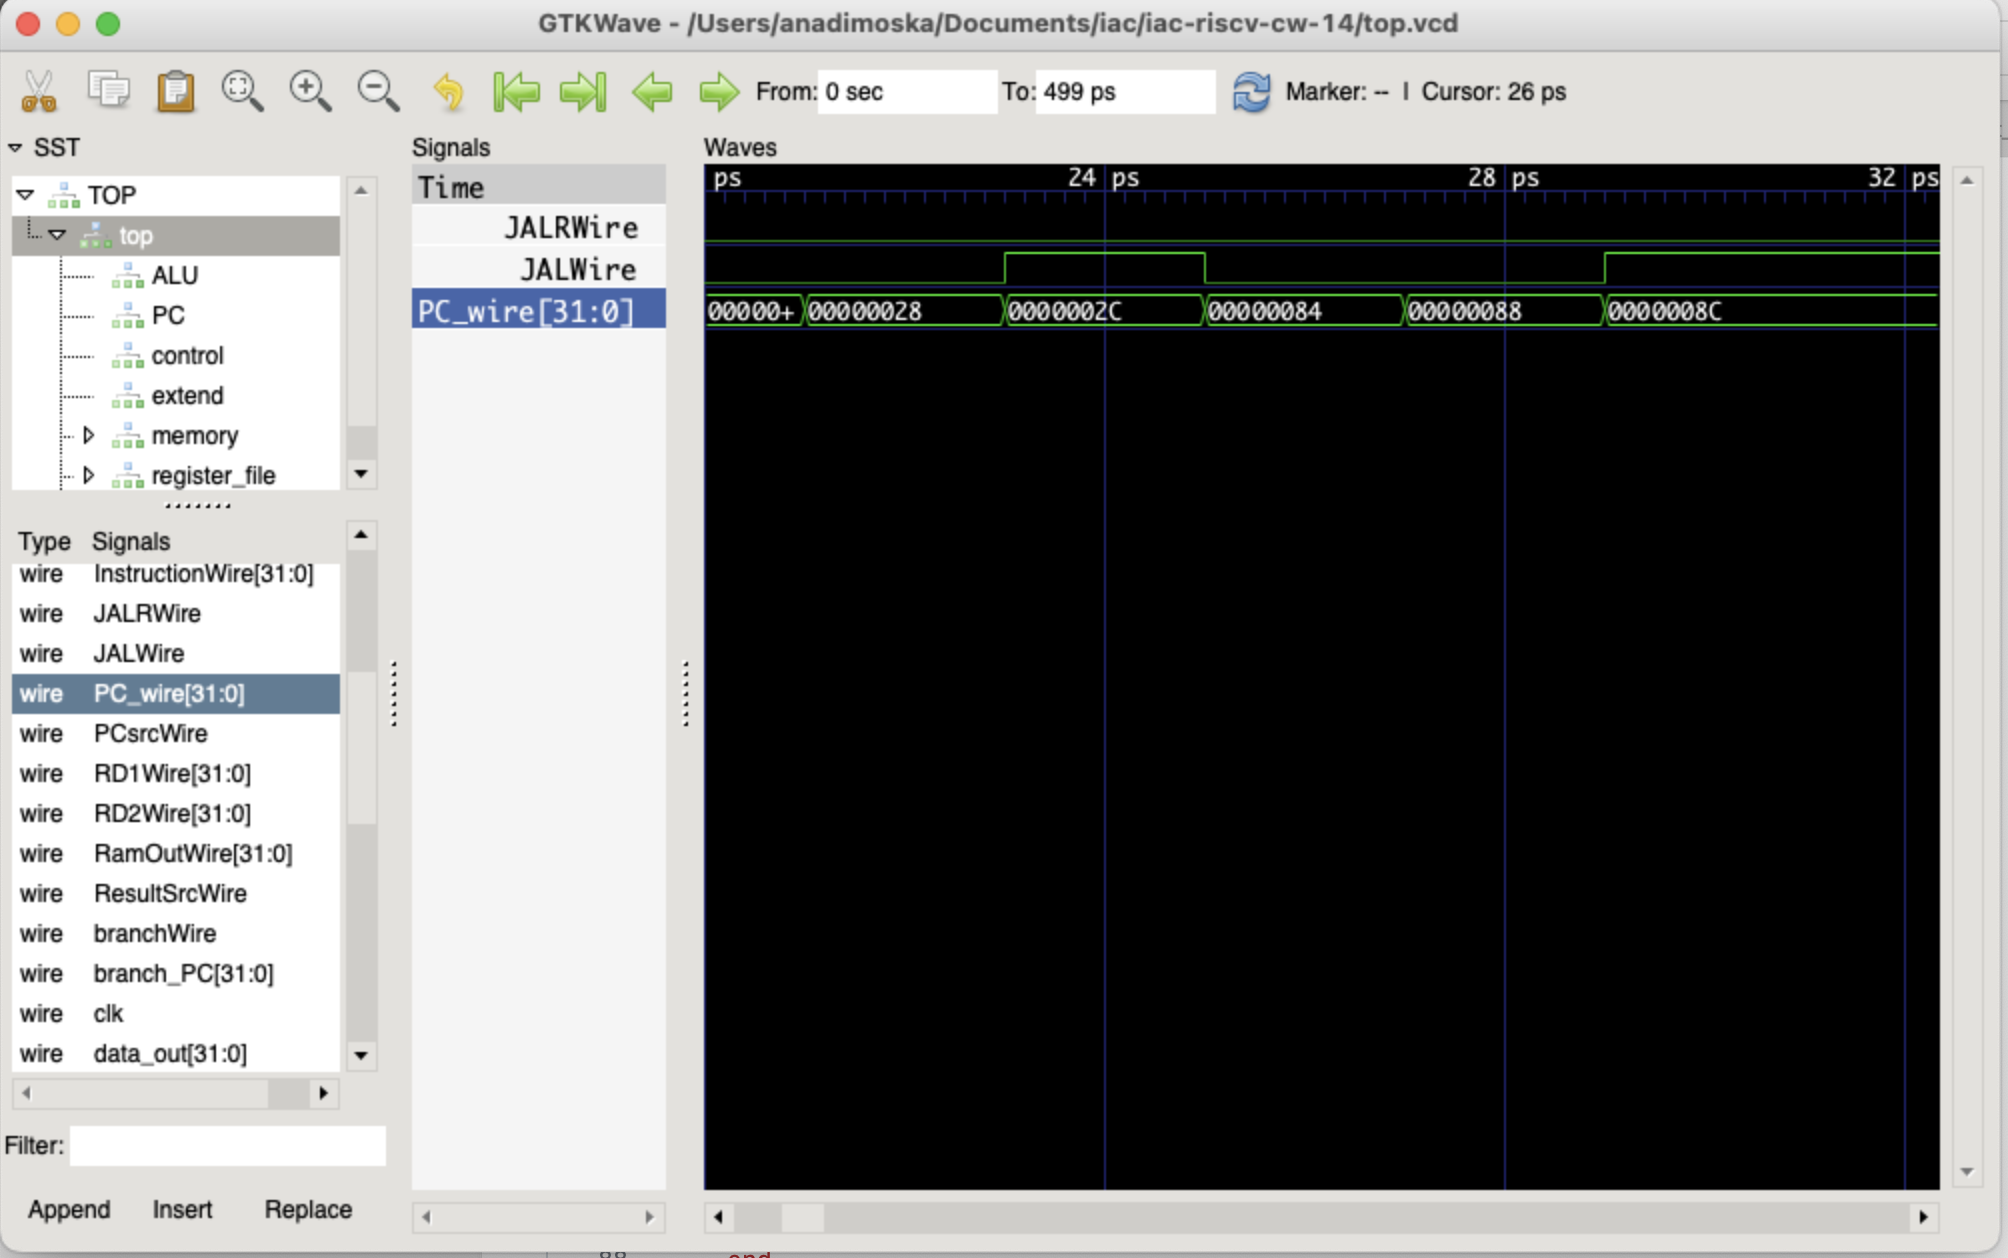 GTKWave - /Users/anadimoska/Documents/iac/iac-riscv-cw-14/top.vcd
From: 0 sec To: 499 ps Marker: -- | Cursor: 26 ps
SST
TOP
top
ALU
PC
control
extend
memory
register_file
Type Signals
wire InstructionWire[31:0]
wire JALRWire
wire JALWire
wire PC_wire[31:0]
wire PCsrcWire
wire RD1Wire[31:0]
wire RD2Wire[31:0]
wire RamOutWire[31:0]
wire ResultSrcWire
wire branchWire
wire branch_PC[31:0]
wire clk
wire data_out[31:0]
Filter:
Append Insert Replace
Signals
Time
JALRWire
JALWire
PC_wire[31:0]
Waves
ps 24 ps 28 ps 32 ps
00000+ 00000028 0000002C 00000084 00000088 0000008C